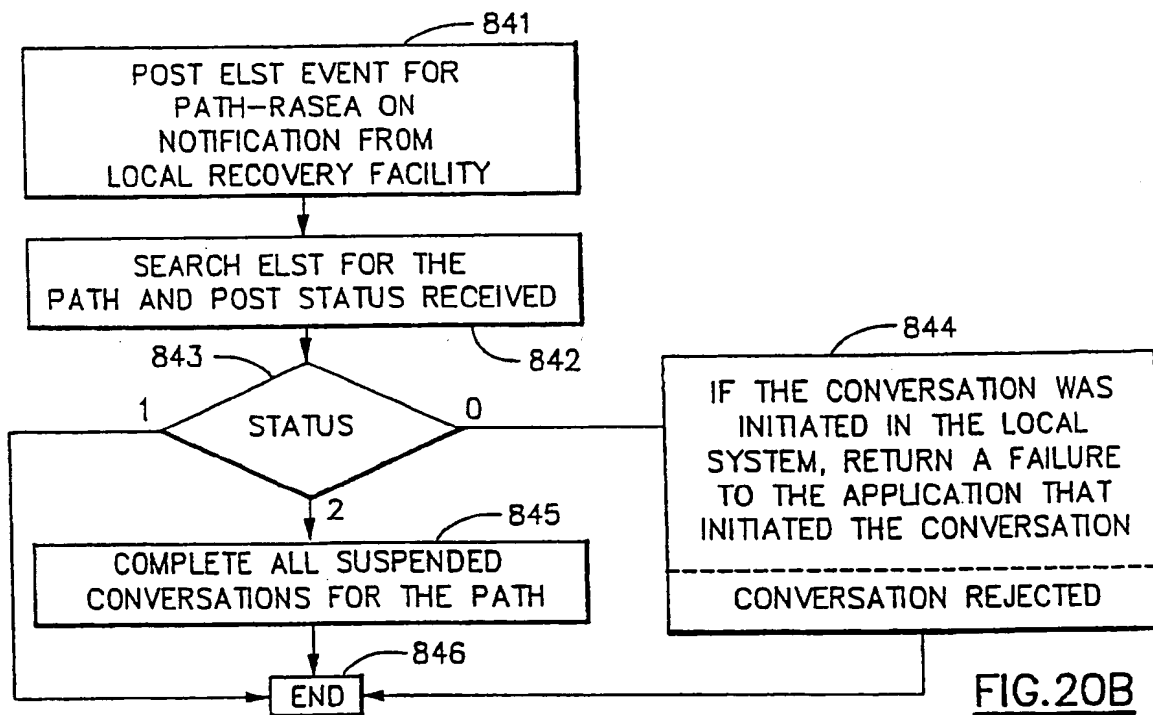 841
POST ELST EVENT FOR
PATH-RASEA ON
NOTIFICATION FROM
LOCAL RECOVERY FACILITY
SEARCH ELST FOR THE
PATH AND POST STATUS RECEIVED
842
843
1
STATUS
0
2
844
IF THE CONVERSATION WAS
INITIATED IN THE LOCAL
SYSTEM, RETURN A FAILURE
TO THE APPLICATION THAT
INITIATED THE CONVERSATION
CONVERSATION REJECTED
845
COMPLETE ALL SUSPENDED
CONVERSATIONS FOR THE PATH
846
END
FIG.20B